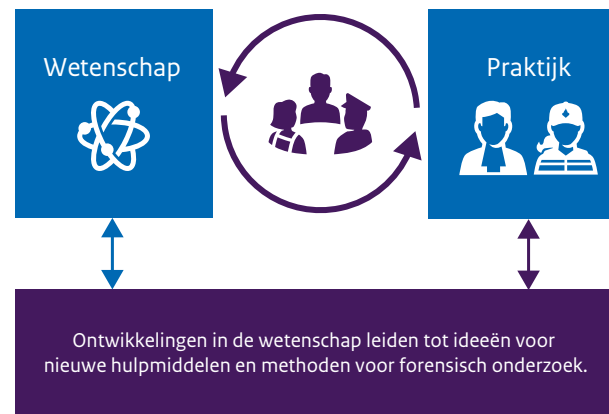 Wetenschap
Praktijk
Ontwikkelingen in de wetenschap leiden tot ideeën voor
nieuwe hulpmiddelen en methoden voor forensisch onderzoek.